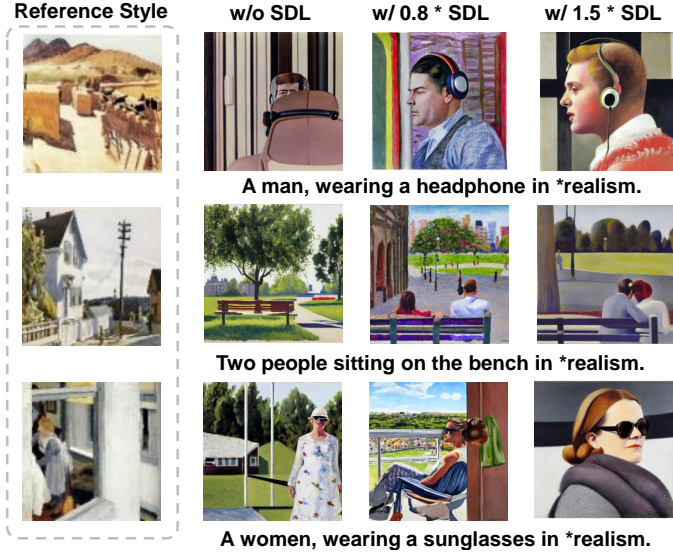 Reference Style w/o SDL w/ 0.8 * SDL w/ 1.5 * SDL
A man, wearing a headphone in *realism.
Two people sitting on the bench in *realism.
A women, wearing a sunglasses in *realism.